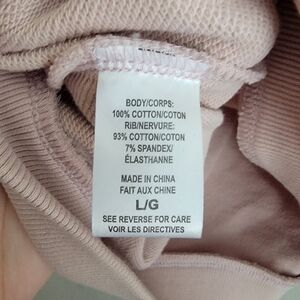 BODY/CORPS:
100% COTTON/COTON
RIB/NERVURE:
93% COTTON/COTON
7% SPANDEX/
ÉLASTHANNE
MADE IN CHINA
FAIT AUX CHINE
L/G
SEE REVERSE FOR CARE
VOIR LES DIRECTIVES